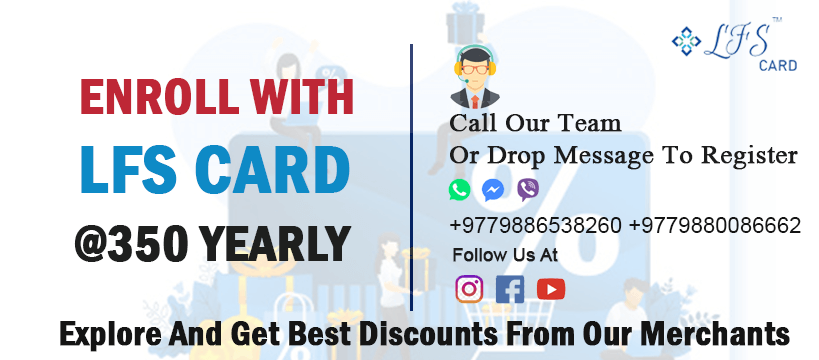 ENROLL WITH
LFS CARD
@350 YEARLY
LFS™
CARD
Call Our Team
Or Drop Message To Register
+9779886538260 +9779880086662
Follow Us At
Explore And Get Best Discounts From Our Merchants